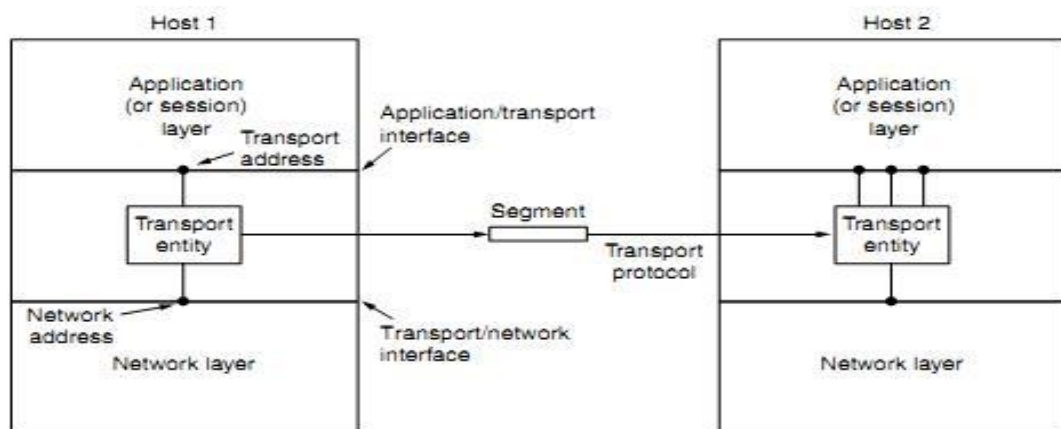 Host 1
Host 2
Application
(or session)
layer
Transport
address
Application/transport
interface
Application
(or session)
layer
Transport
entity
Segment
Transport
protocol
Transport
entity
Network
address
Transport/network
interface
Network layer
Network layer